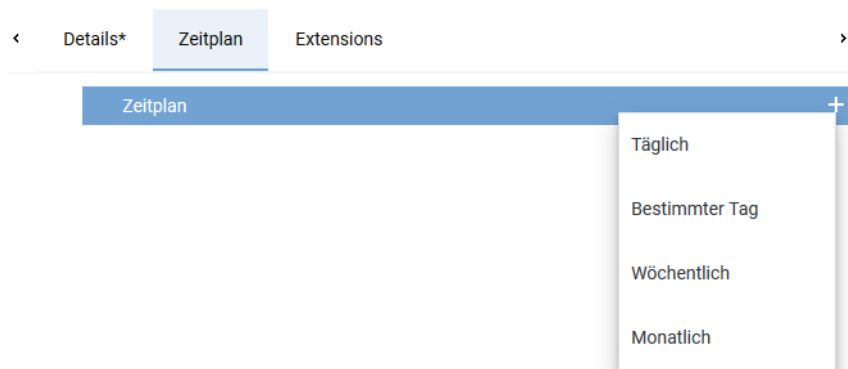 Details* Zeitplan Extensions
Zeitplan +
Täglich
Bestimmter Tag
Wöchentlich
Monatlich